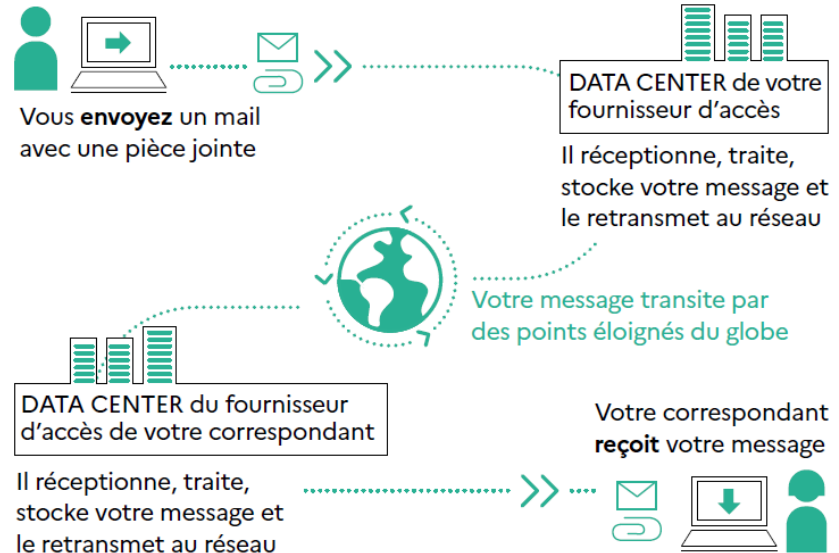 Vous envoyez un mail
avec une pièce jointe
DATA CENTER de votre
fournisseur d'accès
Il réceptionne, traite,
stocke votre message et
le retransmet au réseau
Votre message transite par
des points éloignés du globe
DATA CENTER du fournisseur
d'accès de votre correspondant
Il réceptionne, traite,
stocke votre message et
le retransmet au réseau
Votre correspondant
reçoit votre message